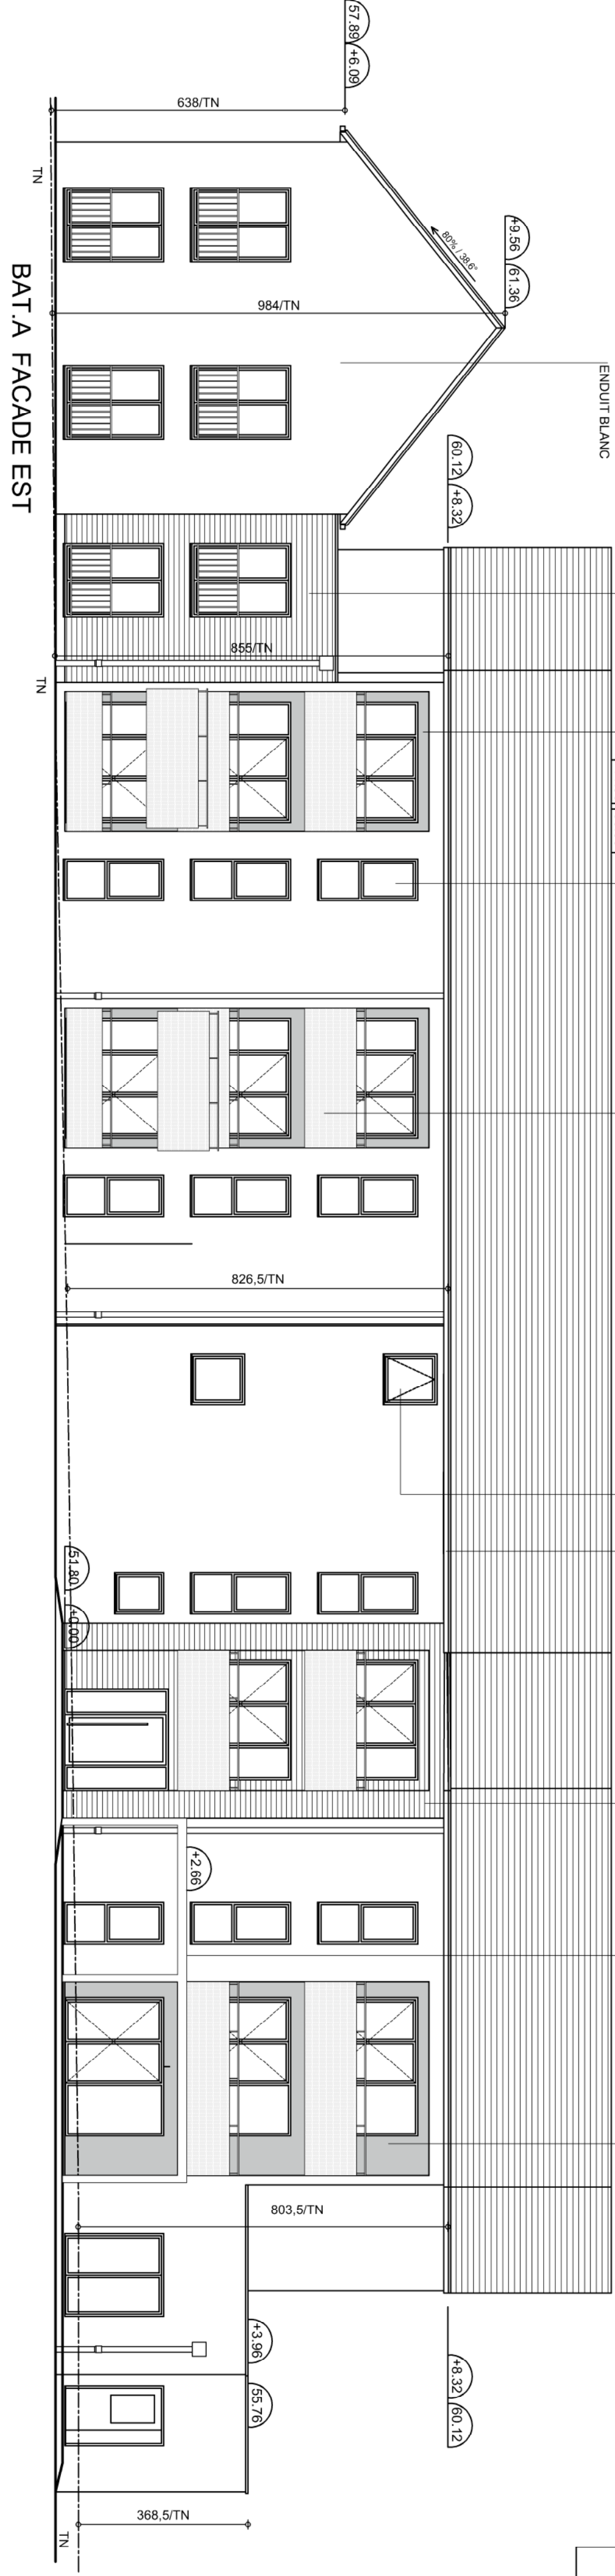 57.89
+6.09
638/TN
TN
80% / 38.6°
+9.56
61.36
984/TN
ENDUIT BLANC
BAT.A FACADE EST
60.12
+8.32
855/TN
TN
826,5/TN
51.80
+0.00
+2.66
803,5/TN
+3.96
55.76
+8.32
60.12
368,5/TN
TN